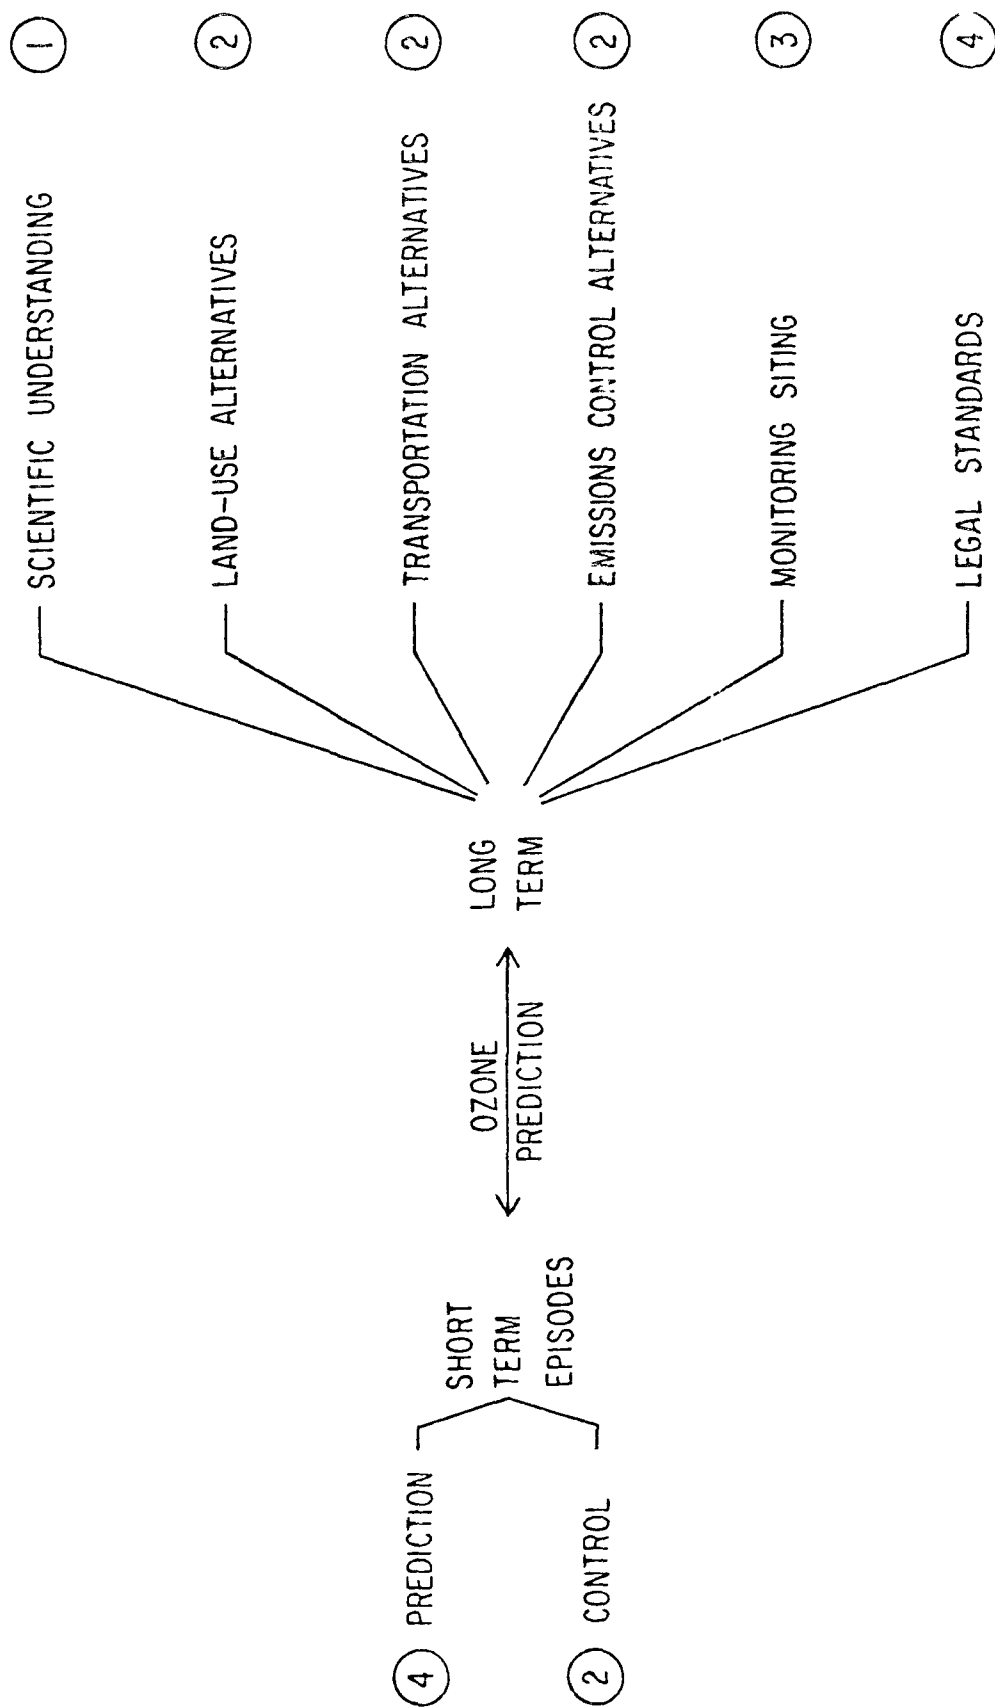 ④ PREDICTION
② CONTROL
SHORT
TERM
EPISODES
OZONE
PREDICTION
LONG
TERM
SCIENTIFIC UNDERSTANDING ①
LAND-USE ALTERNATIVES ②
TRANSPORTATION ALTERNATIVES ②
EMISSIONS CONTROL ALTERNATIVES ②
MONITORING SITING ③
LEGAL STANDARDS ④